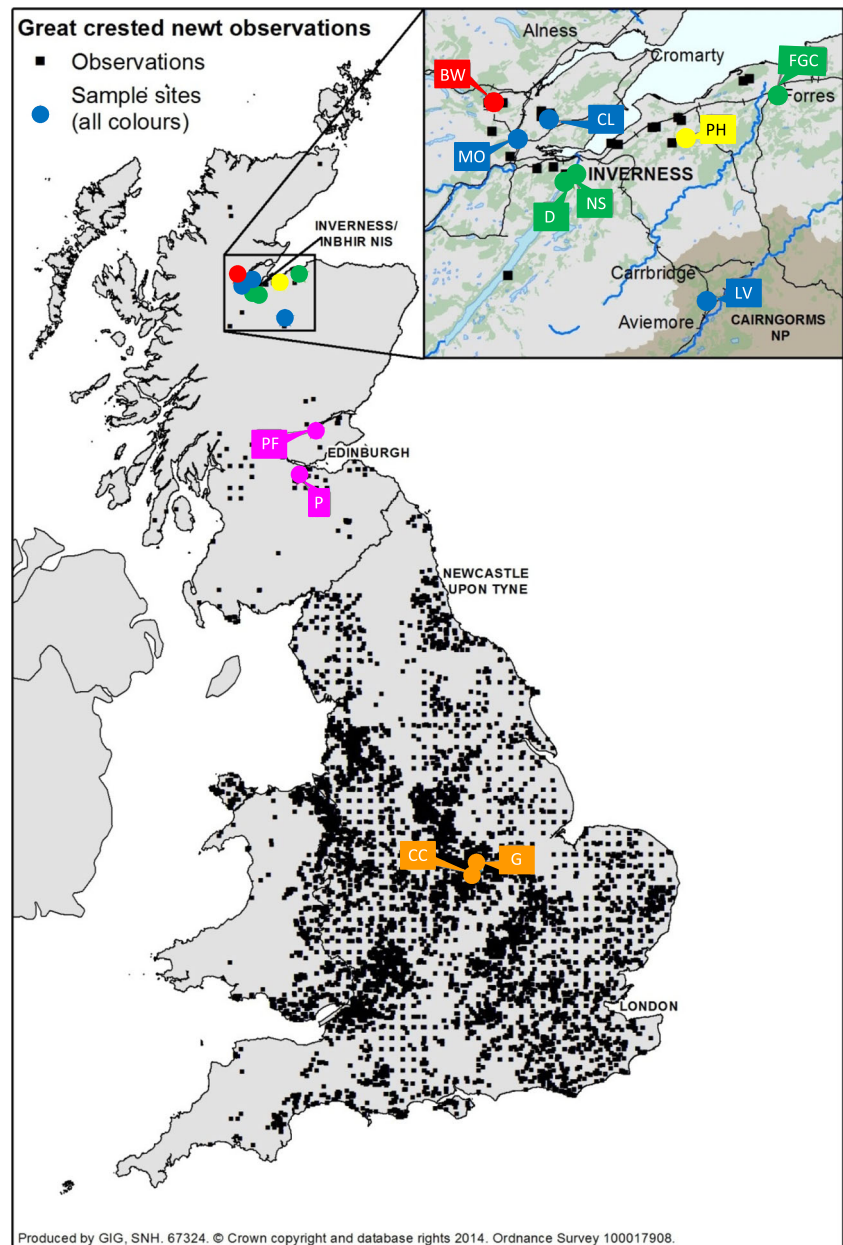 Great crested newt observations
Observations
Sample sites
(all colours)
Alness
Cromarty
BW
FGC
orres
CL
PH
MO
INVERNESS
D
NS
Carrbridge
LV
Aviemore
CAIRNGORMS
NP
INVERNESS/
INBHIR NIS
PF
EDINBURGH
P
NEWCASTLE
UPON TYNE
CC
G
LONDON
Produced by GIG, SNH. 67324. © Crown copyright and database rights 2014. Ordnance Survey 100017908.